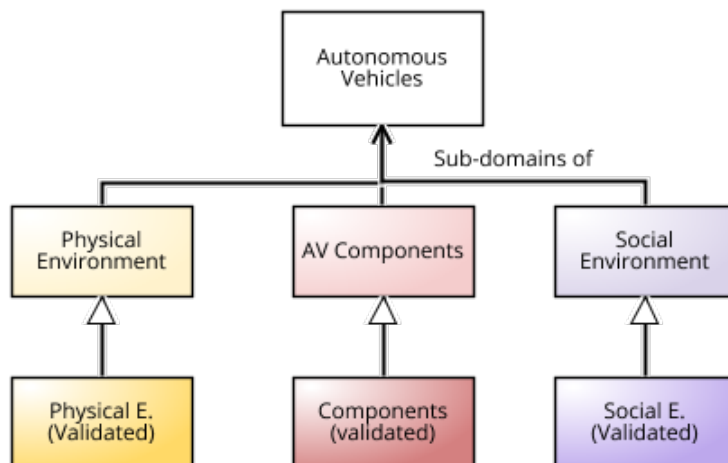 Autonomous
Vehicles
Sub-domains of
Physical
Environment
AV Components
Social
Environment
Physical E.
(Validated)
Components
(validated)
Social E.
(Validated)